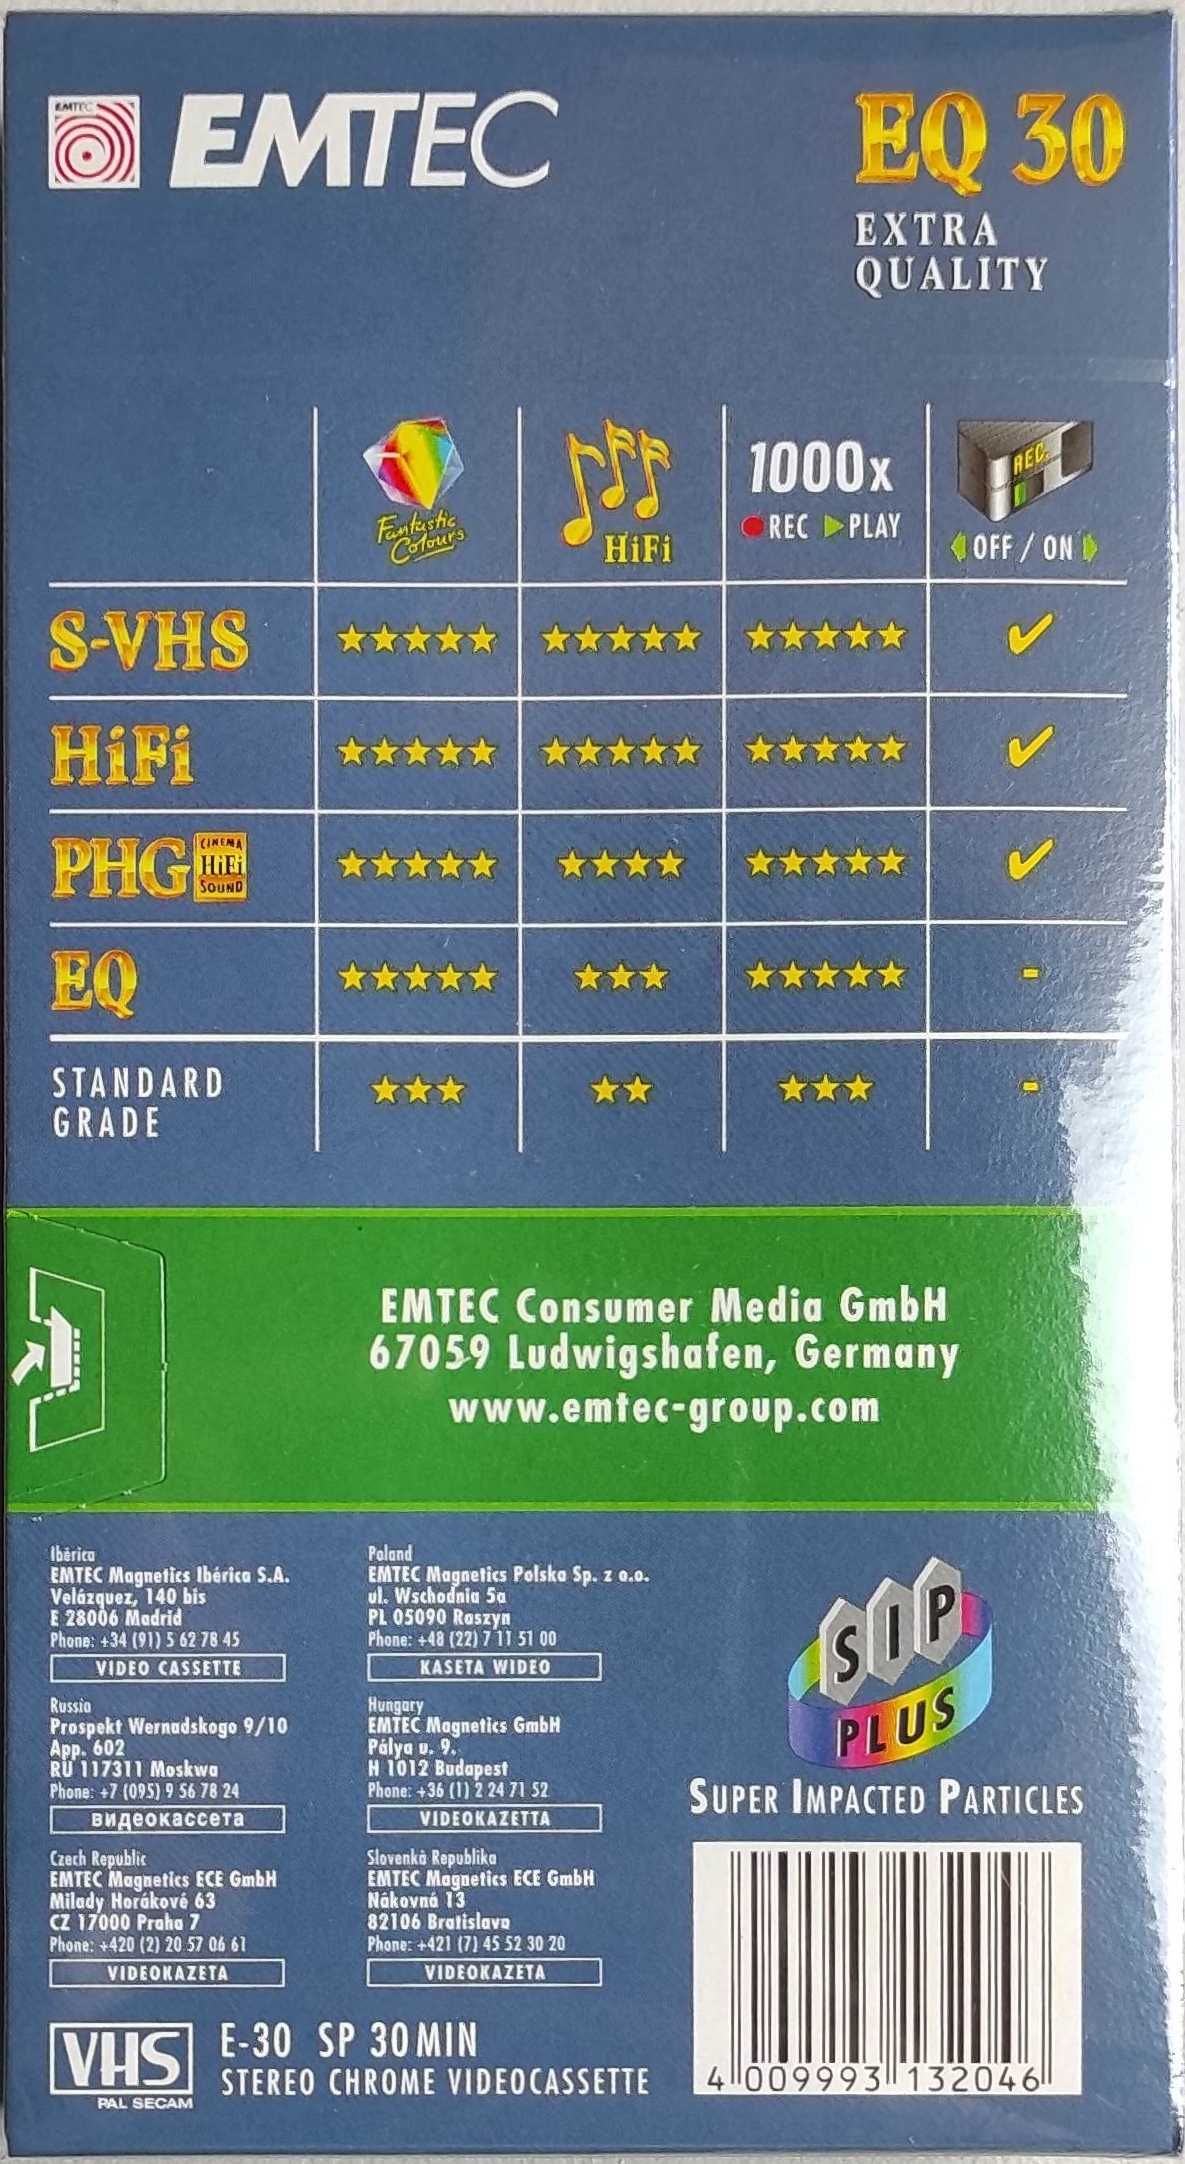 EMTEC
EMTEC
EQ 30
EXTRA
QUALITY
Fantastic
Colours
HiFi
1000x
REC PLAY
REC.
OFF / ON
S-VHS
HiFi
PHG
CINEMA
HiFi
SOUND
EQ
STANDARD
GRADE
EMTEC Consumer Media GmbH
67059 Ludwigshafen, Germany
www.emtec-group.com
Ibérica
EMTEC Magnetics Ibérica S.A.
Velázquez, 140 bis
E 28006 Madrid
Phone: +34 (91) 5 62 78 45
VIDEO CASSETTE
Poland
EMTEC Magnetics Polska Sp. z o.o.
ul. Wschodnia 5a
PL 05090 Raszyn
Phone: +48 (22) 7 11 51 00
KASETA WIDEO
Russia
Prospekt Wernadskogo 9/10
App. 602
RU 117311 Moskwa
Phone: +7 (095) 9 56 78 24
видеокассета
Hungary
EMTEC Magnetics GmbH
Pálya u. 9.
H 1012 Budapest
Phone: +36 (1) 2 24 71 52
VIDEOKAZETTA
Czech Republic
EMTEC Magnetics ECE GmbH
Milady Horákové 63
CZ 17000 Praha 7
Phone: +420 (2) 20 57 06 61
VIDEOKAZETA
Slovenká Republika
EMTEC Magnetics ECE GmbH
Nákovná 13
82106 Bratislava
Phone: +421 (7) 45 52 30 20
VIDEOKAZETA
SIP
PLUS
SUPER IMPACTED PARTICLES
VHS
PAL SECAM
E-30 SP 30 MIN
STEREO CHROME VIDEOCASSETTE
4 009993 132046